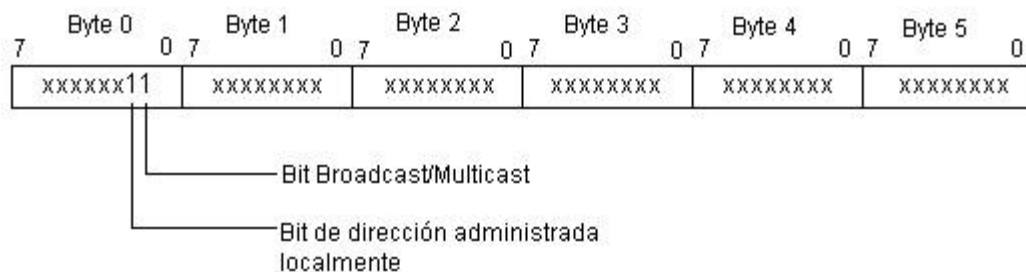 Byte 0 Byte 1 Byte 2 Byte 3 Byte 4 Byte 5
7 0 7 0 7 0 7 0 7 0 7 0
xxxxxx11 xxxxxxxx xxxxxxxx xxxxxxxx xxxxxxxx xxxxxxxx
Bit Broadcast/Multicast
Bit de dirección administrada
localmente